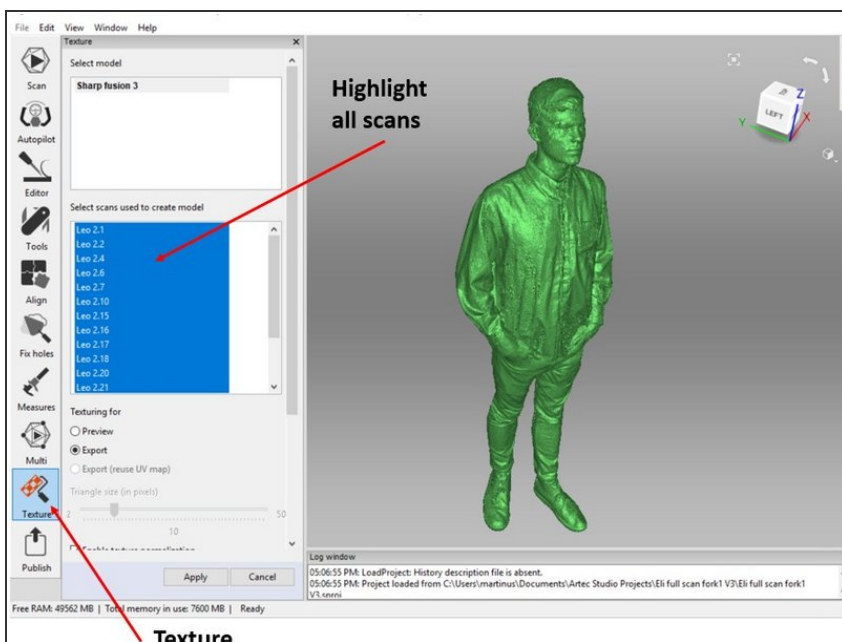 File Edit View Window Help
Texture
Select model
Scan
Sharp fusion 3
Highlight
all scans
Z
LEFT
Y
X
Autopilot
Editor
Select scans used to create model
Leo 2.1
Leo 2.2
Tools
Leo 2.4
Leo 2.6
Leo 2.7
Align
Leo 2.10
Leo 2.15
Leo 2.16
Fix holes
Leo 2.17
Leo 2.18
Leo 2.20
Leo 2.21
Measures
Texturing for
Preview
Export
Multi
Export (reuse UV map)
Triangle size (in pixels)
Texture
2 50
10
Enable texture normalization
Publish
Apply Cancel
Log window
05:06:55 PM: LoadProject: History description file is absent.
05:06:55 PM: Project loaded from C:\Users\martinus\Documents\Artec Studio Projects\Eli full scan fork1 V3\Eli full scan fork1
V3.sproj
Free RAM: 49562 MB | Total memory in use: 7600 MB | Ready
Texture